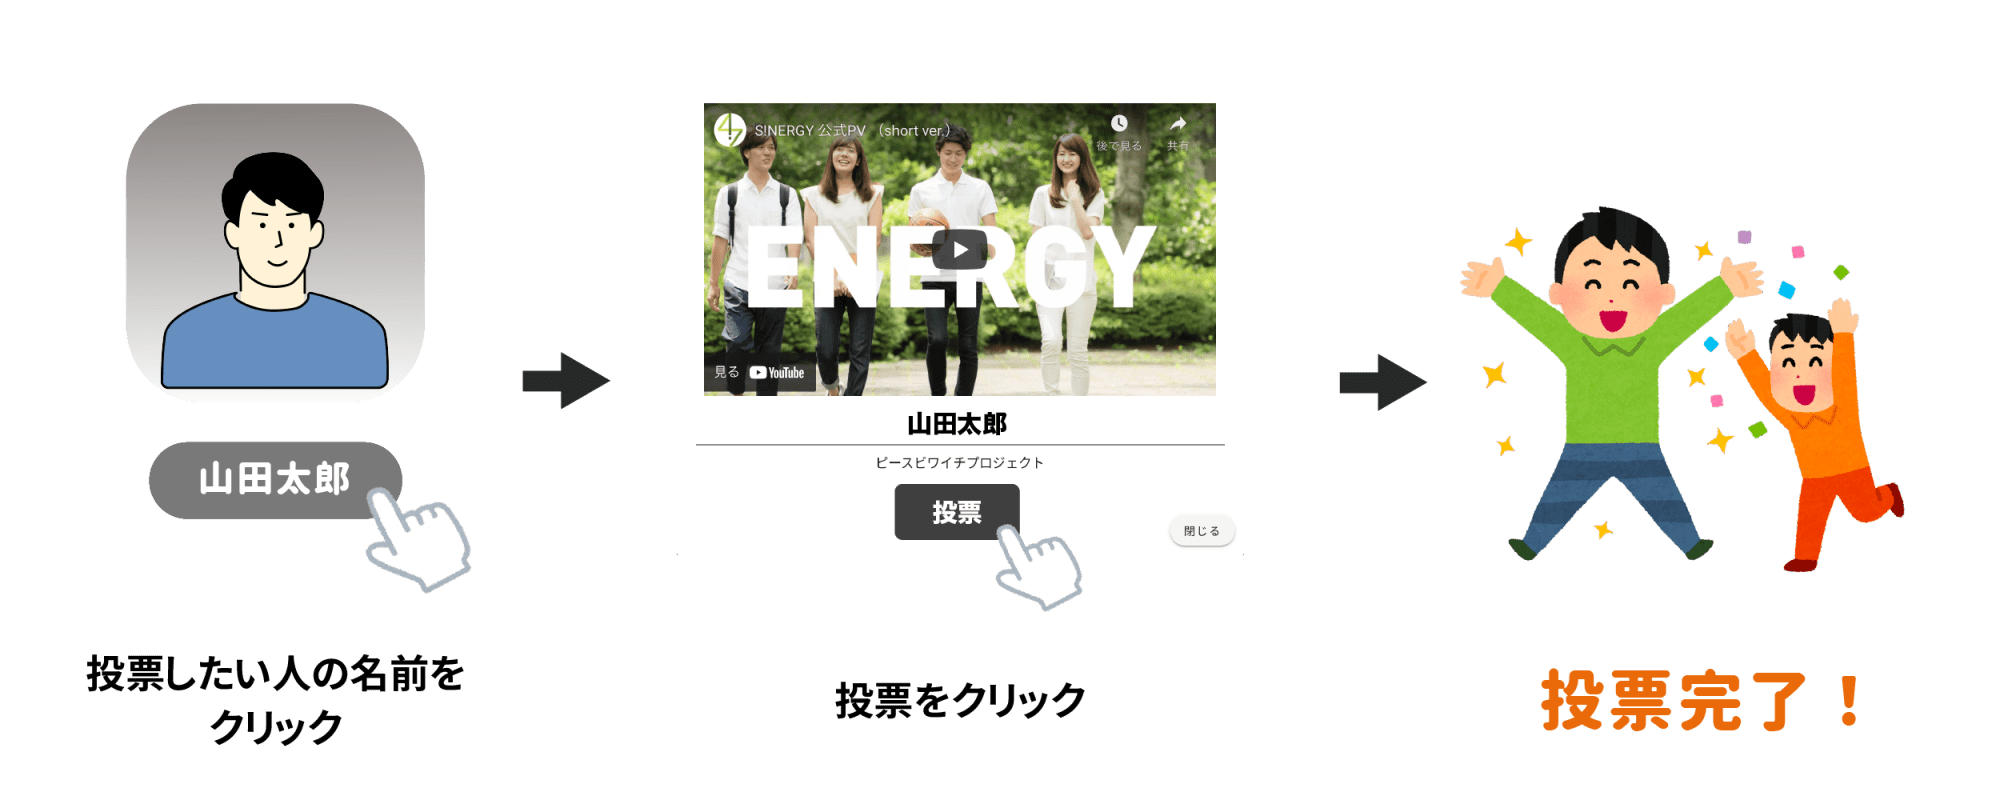 山田太郎
投票したい人の名前を
クリック
S!NERGY 公式PV (short ver.)
後で見る
共有
ENERGY
見る YouTube
山田太郎
ピースビワイチプロジェクト
投票
閉じる
投票をクリック
投票完了！